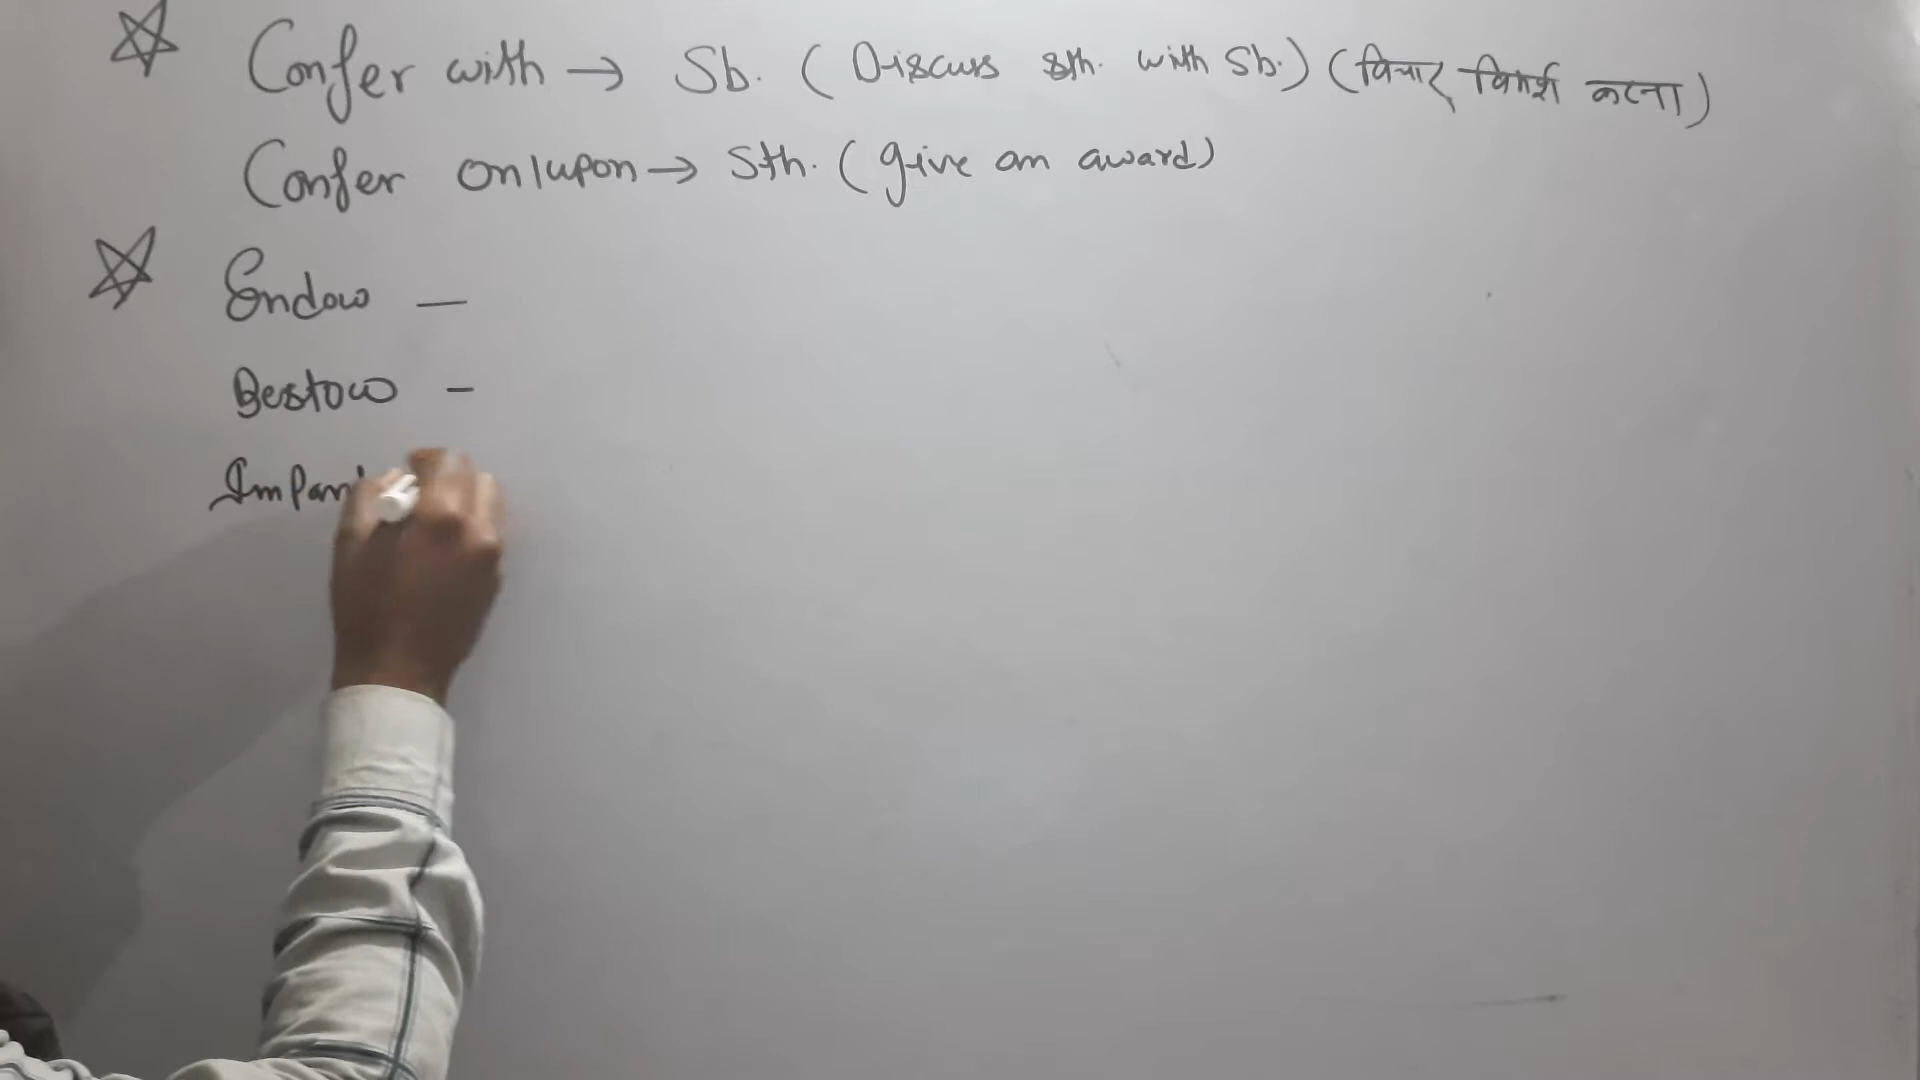 Confer with → Sb. (Discuss sth. with Sb.) (विचार विमर्श करना)
Confer on/upon → Sth. (give an award)
Endow —
Bestow -